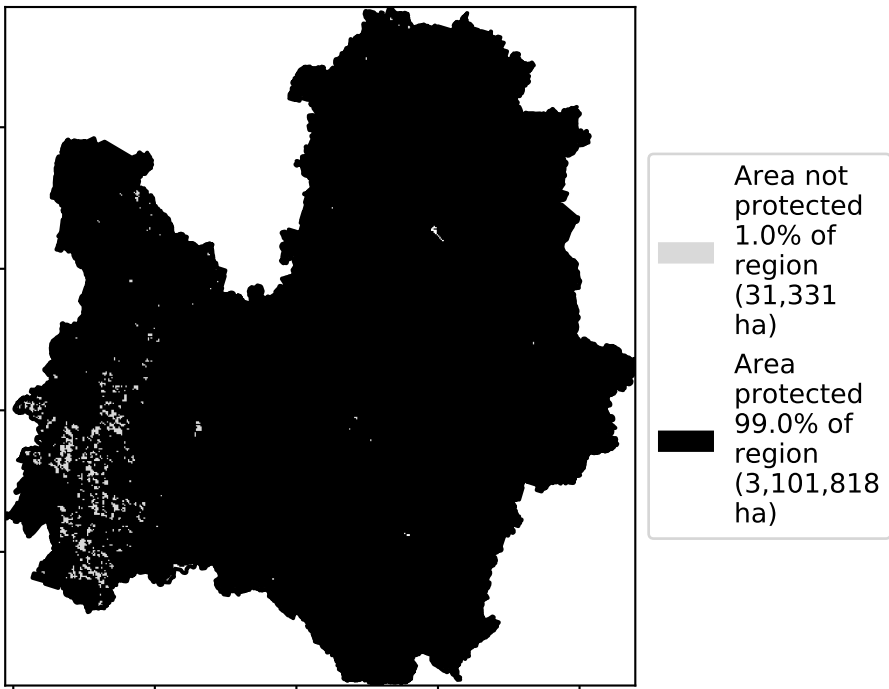 Area not
protected
1.0% of
region
(31,331
ha)
Area
protected
99.0% of
region
(3,101,818
ha)